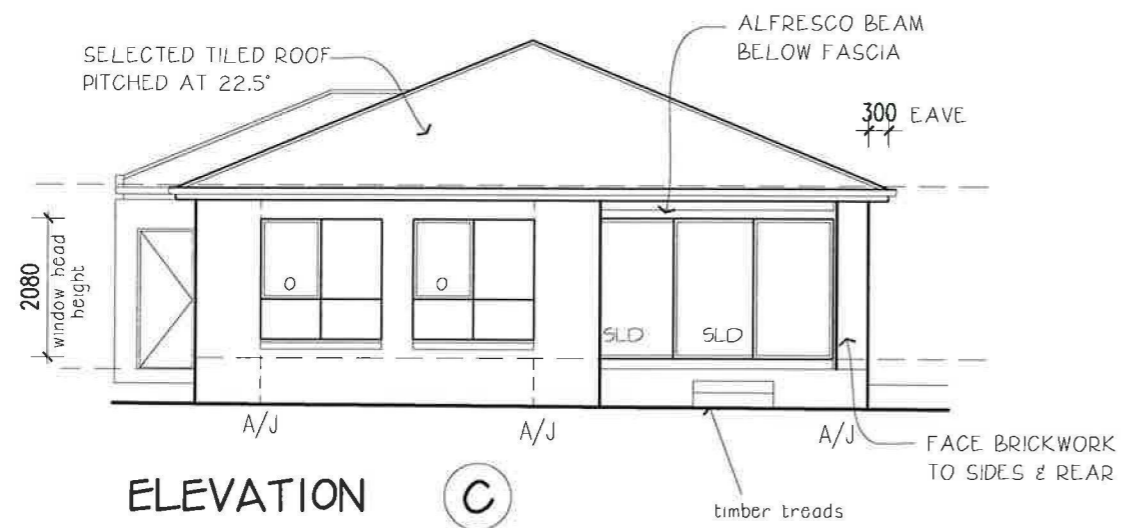 ALFRESCO BEAM
BELOW FASCIA
SELECTED TILED ROOF
PITCHED AT 22.5°
300 EAVE
2080
window head
height
O
O
SLD
SLD
A/J
A/J
A/J
FACE BRICKWORK
TO SIDES & REAR
ELEVATION C
timber treads